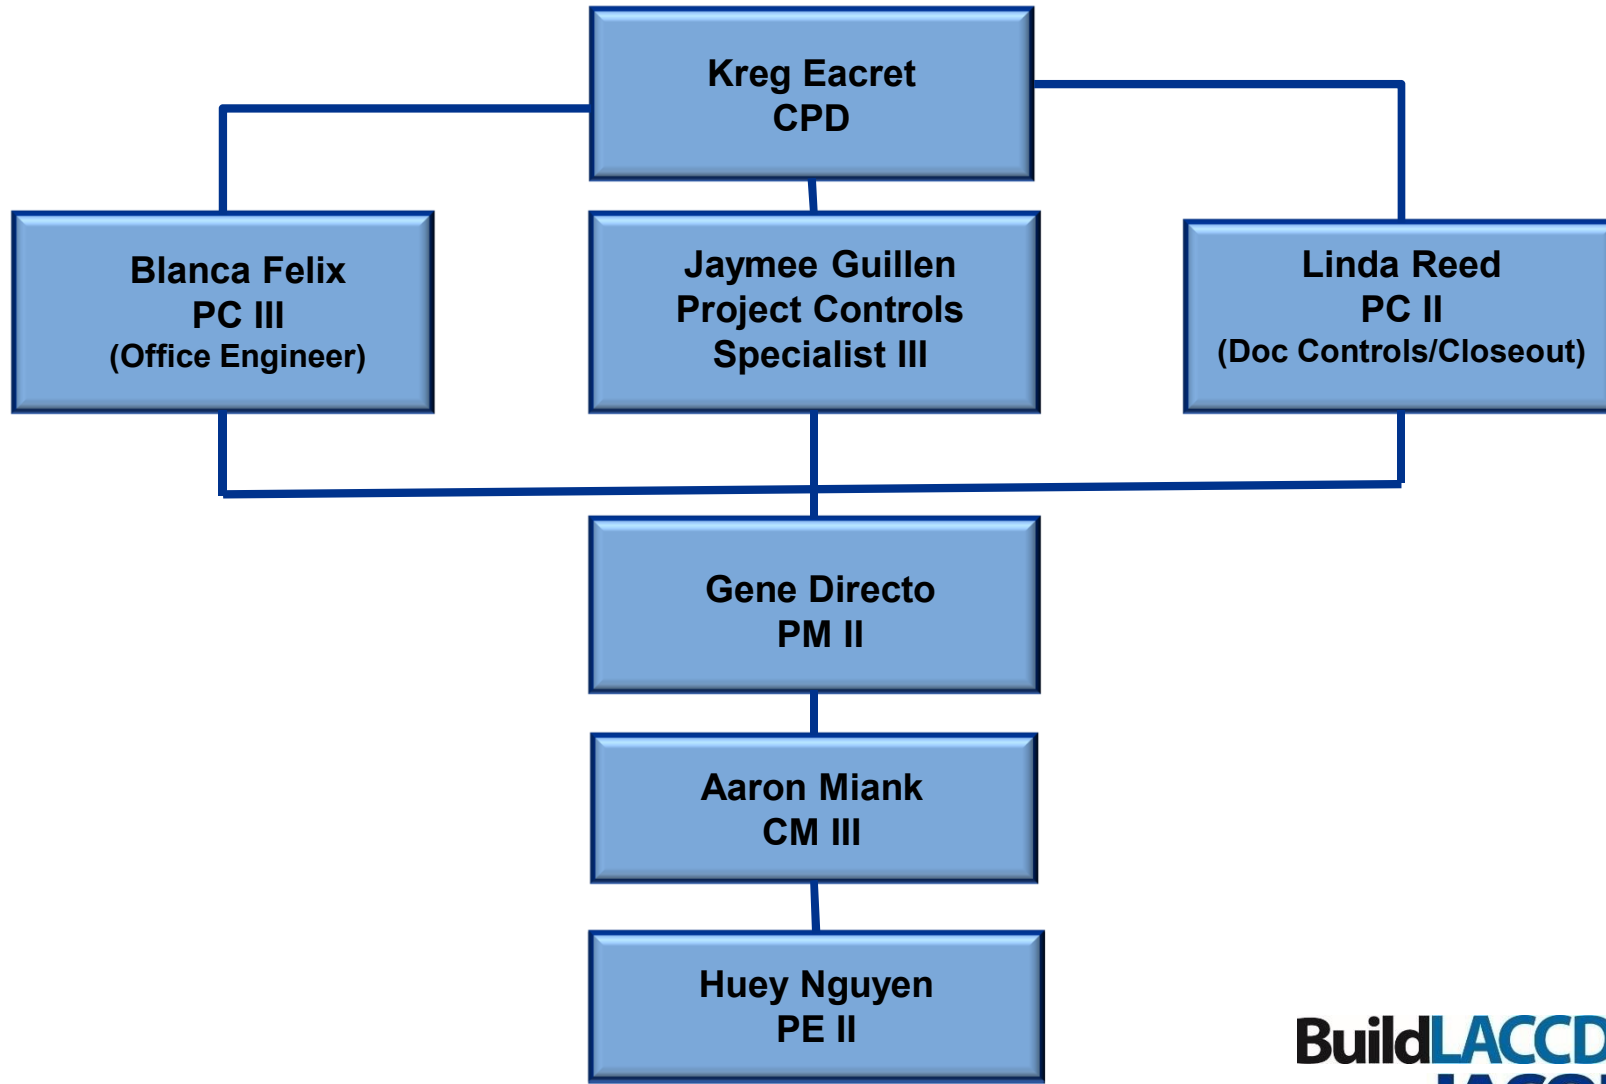 Kreg Eacret
CPD
Blanca Felix
PC III
(Office Engineer)
Jaymee Guillen
Project Controls
Specialist III
Linda Reed
PC II
(Doc Controls/Closeout)
Gene Directo
PM II
Aaron Miank
CM III
Huey Nguyen
PE II
BuildLACCD